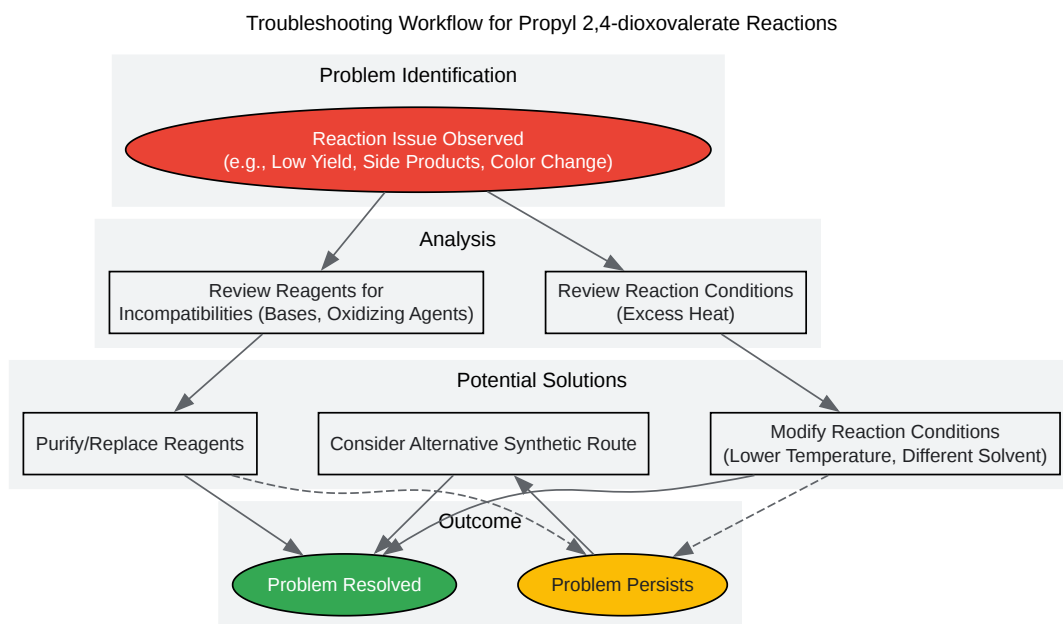 Troubleshooting Workflow for Propyl 2,4-dioxovalerate Reactions
Problem Identification
Reaction Issue Observed
(e.g., Low Yield, Side Products, Color Change)
Analysis
Review Reagents for
Incompatibilities (Bases, Oxidizing Agents)
Review Reaction Conditions
(Excess Heat)
Potential Solutions
Purify/Replace Reagents
Consider Alternative Synthetic Route
Modify Reaction Conditions
(Lower Temperature, Different Solvent)
Outcome
Problem Resolved
Problem Persists